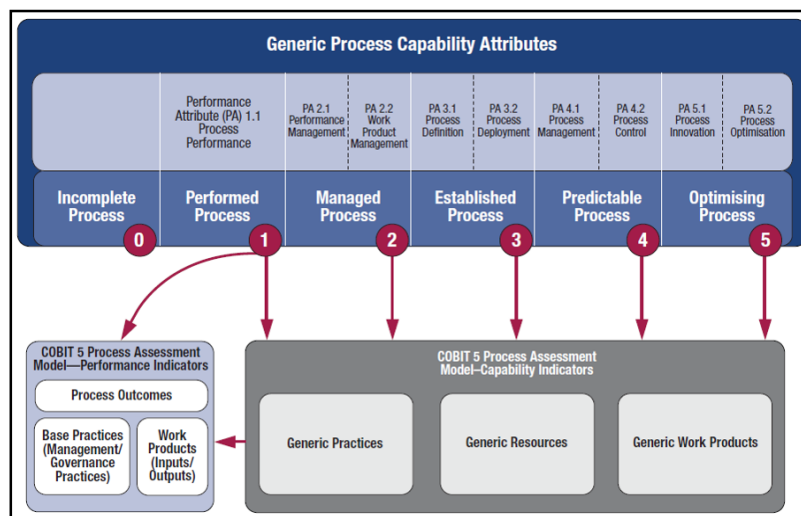 Generic Process Capability Attributes
Performance
Attribute (PA) 1.1
Process
Performance
PA 2.1
Performance
Management
PA 2.2
Work
Product
Management
PA 3.1
Process
Definition
PA 3.2
Process
Deployment
PA 4.1
Process
Management
PA 4.2
Process
Control
PA 5.1
Process
Innovation
PA 5.2
Process
Optimisation
Incomplete
Process
0
Performed
Process
1
Managed
Process
2
Established
Process
3
Predictable
Process
4
Optimising
Process
5
COBIT 5 Process Assessment
Model—Performance Indicators
Process Outcomes
Base Practices
(Management/
Governance
Practices)
Work
Products
(Inputs/
Outputs)
COBIT 5 Process Assessment
Model–Capability Indicators
Generic Practices
Generic Resources
Generic Work Products